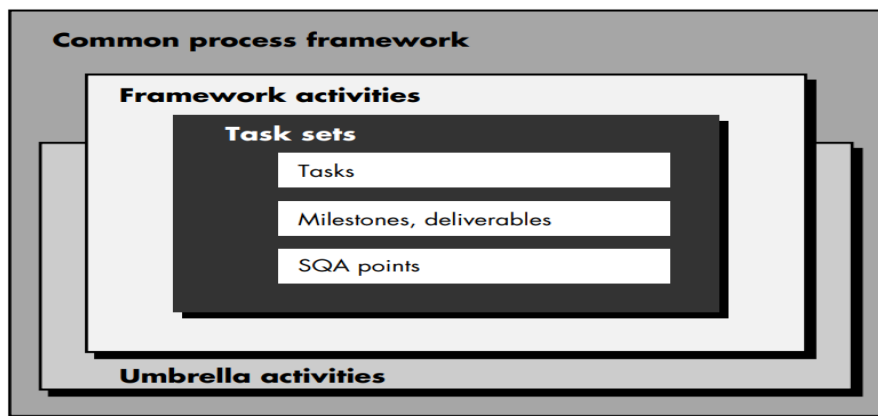 Common process framework
Framework activities
Task sets
Tasks
Milestones, deliverables
SQA points
Umbrella activities